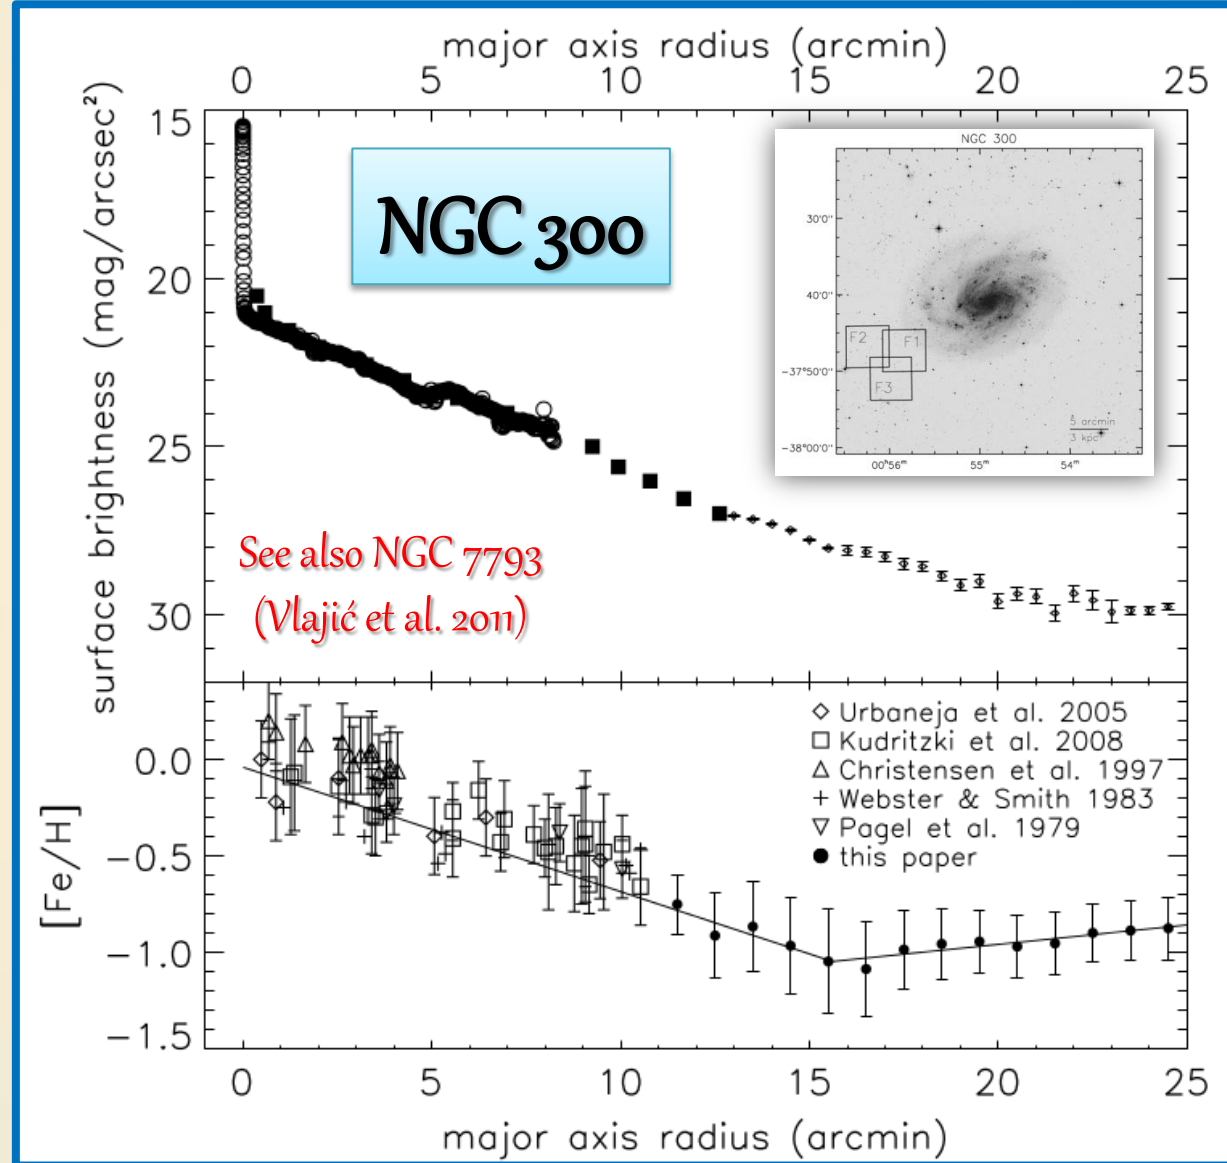 major axis radius (arcmin)
0 5 10 15 20 25
surface brightness (mag/arcsec²)
15
20
25
30
NGC 300
See also NGC 7793
(Vlajić et al. 2011)
NGC 300
30'0"
40'0"
−37°50'0"
−38°00'0"
F2
F1
F3
5 arcmin
3 kpc
00ʰ56ᵐ 55ᵐ 54ᵐ
[Fe/H]
0.0
−0.5
−1.0
−1.5
◇ Urbaneja et al. 2005
□ Kudritzki et al. 2008
△ Christensen et al. 1997
+ Webster & Smith 1983
▽ Pagel et al. 1979
● this paper
0 5 10 15 20 25
major axis radius (arcmin)